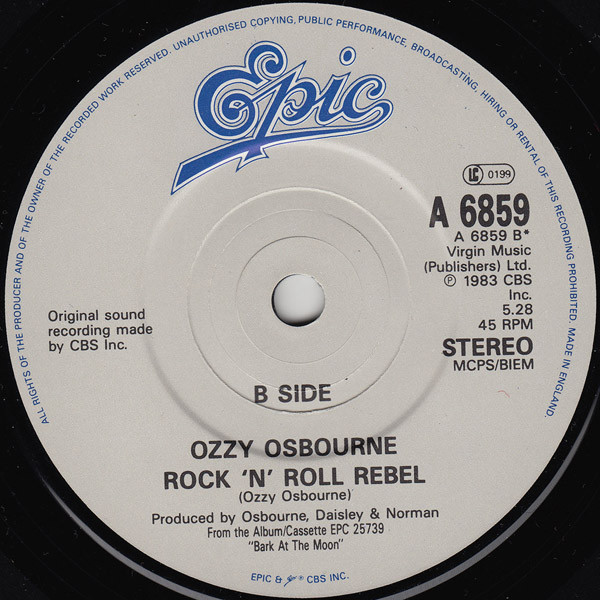 ALL RIGHTS OF THE PRODUCER AND OF THE OWNER OF THE RECORDED WORK RESERVED. UNAUTHORISED COPYING, PUBLIC PERFORMANCE, BROADCASTING, HIRING OR RENTAL OF THIS RECORDING PROHIBITED. MADE IN ENGLAND.
Epic
LC 0199
A 6859
A 6859 B*
Virgin Music
(Publishers) Ltd.
℗ 1983 CBS
Inc.
5.28
45 RPM
STEREO
MCPS/BIEM
Original sound
recording made
by CBS Inc.
B SIDE
OZZY OSBOURNE
ROCK 'N' ROLL REBEL
(Ozzy Osbourne)
Produced by Osbourne, Daisley & Norman
From the Album/Cassette EPC 25739
"Bark At The Moon"
EPIC & ® CBS INC.